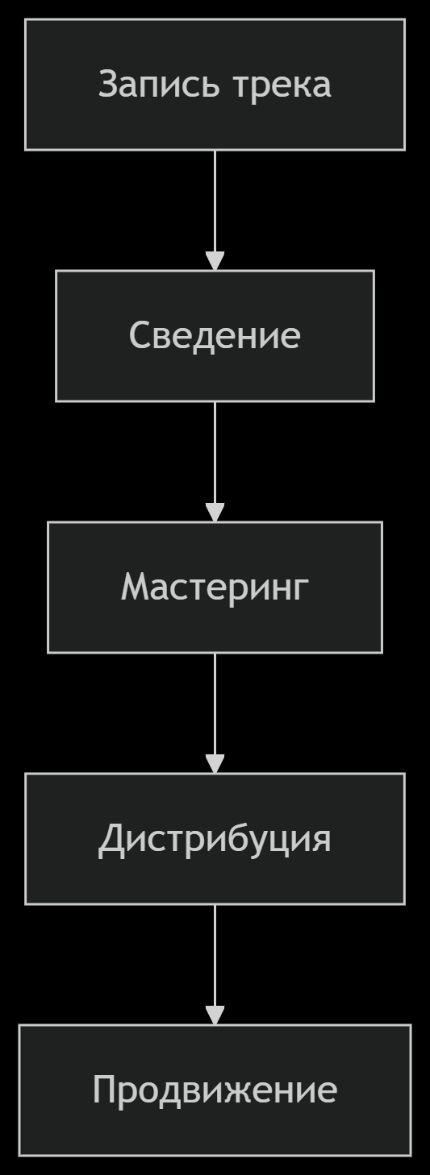 Запись трека
Сведение
Мастеринг
Дистрибуция
Продвижение